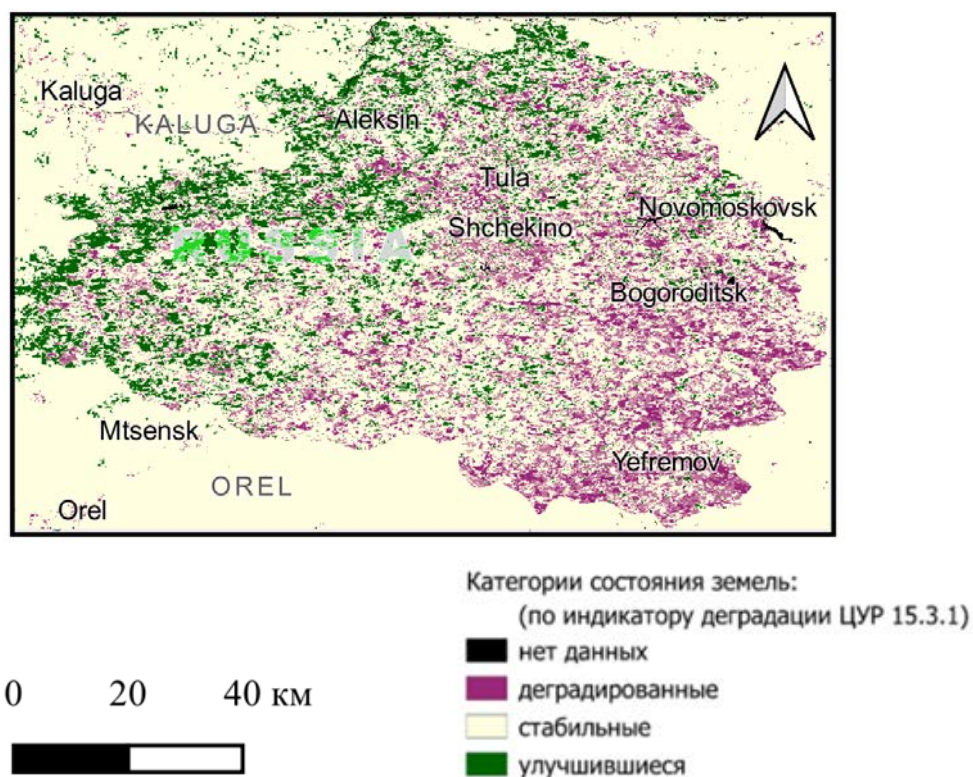 Kaluga
KALUGA
Aleksin
Tula
Novomoskovsk
Shchekino
RUSSIA
Bogoroditsk
Mtsensk
Yefremov
OREL
Orel
Категории состояния земель:
(по индикатору деградации ЦУР 15.3.1)
нет данных
деградированные
стабильные
улучшившиеся
0 20 40 км